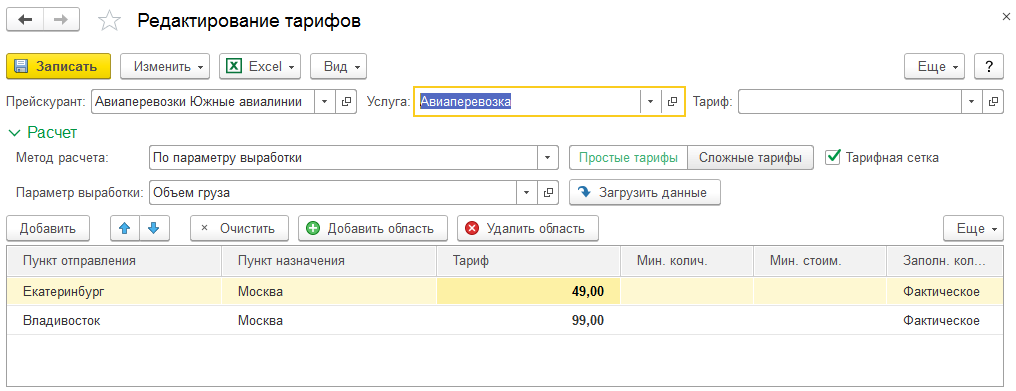 Редактирование тарифов
Записать Изменить Excel Вид Еще ?
Прейскурант: Авиаперевозки Южные авиалинии Услуга: Авиаперевозка Тариф:
Расчет
Метод расчета: По параметру выработки Простые тарифы Сложные тарифы Тарифная сетка
Параметр выработки: Объем груза Загрузить данные
Добавить Очистить Добавить область Удалить область Еще
Пункт отправления Пункт назначения Тариф Мин. колич. Мин. стоим. Заполн. кол...
Екатеринбург Москва 49,00 Фактическое
Владивосток Москва 99,00 Фактическое